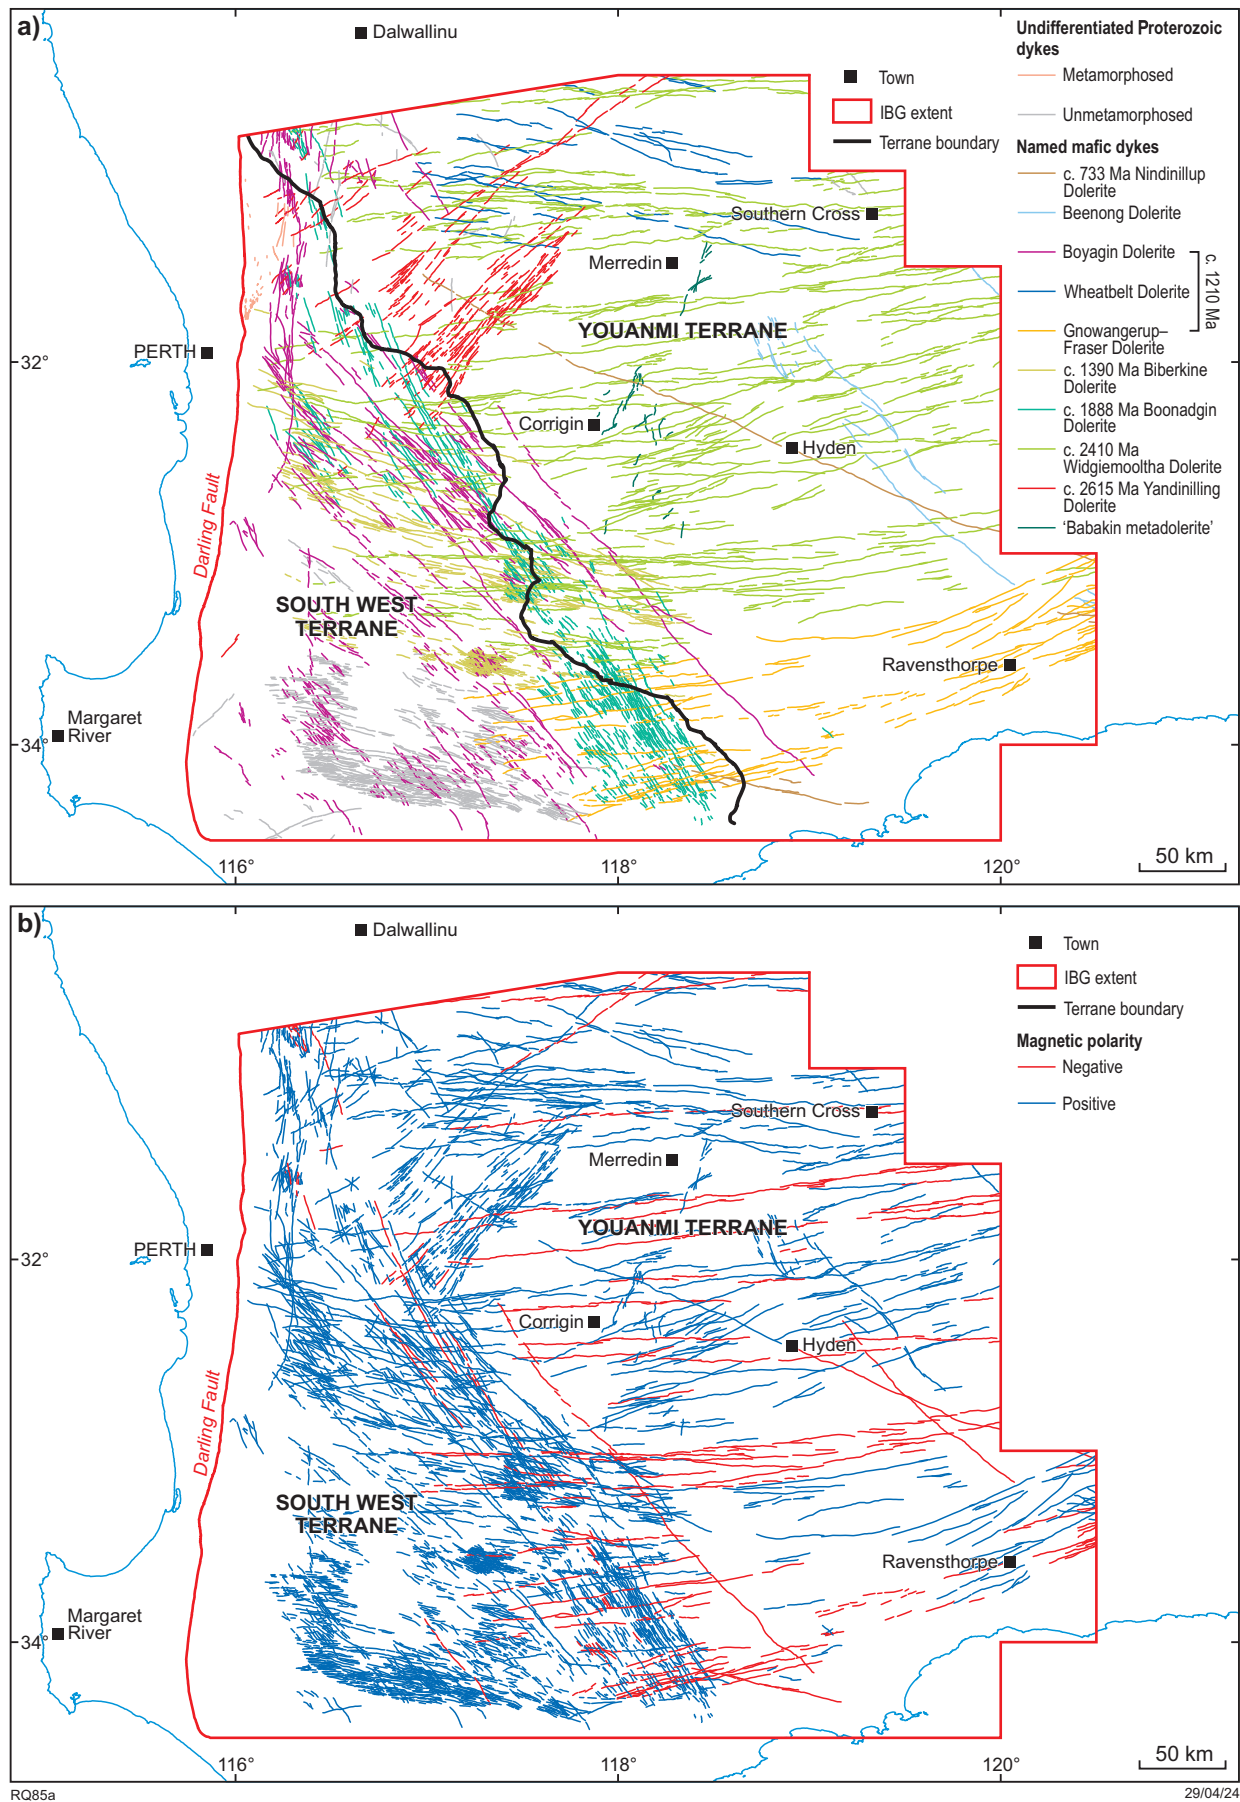 a)
Dalwallinu
Town
IBG extent
Terrane boundary
Undifferentiated Proterozoic
dykes
Metamorphosed
Unmetamorphosed
Named mafic dykes
c. 733 Ma Nindinillup
Dolerite
Beenong Dolerite
Boyagin Dolerite
Wheatbelt Dolerite
Gnowangerup–
Fraser Dolerite
c. 1210 Ma
c. 1390 Ma Biberkine
Dolerite
c. 1888 Ma Boonadgin
Dolerite
c. 2410 Ma
Widgiemooltha Dolerite
c. 2615 Ma Yandinilling
Dolerite
‘Babakin metadolerite’
Southern Cross
Merredin
YOUANMI TERRANE
PERTH
32°
Corrigin
Hyden
Darling Fault
SOUTH WEST
TERRANE
Ravensthorpe
Margaret
River
34°
116°
118°
120°
50 km
b)
Dalwallinu
Town
IBG extent
Terrane boundary
Magnetic polarity
Negative
Positive
Southern Cross
Merredin
YOUANMI TERRANE
PERTH
32°
Corrigin
Hyden
Darling Fault
SOUTH WEST
TERRANE
Ravensthorpe
Margaret
River
34°
116°
118°
120°
50 km
RQ85a
29/04/24